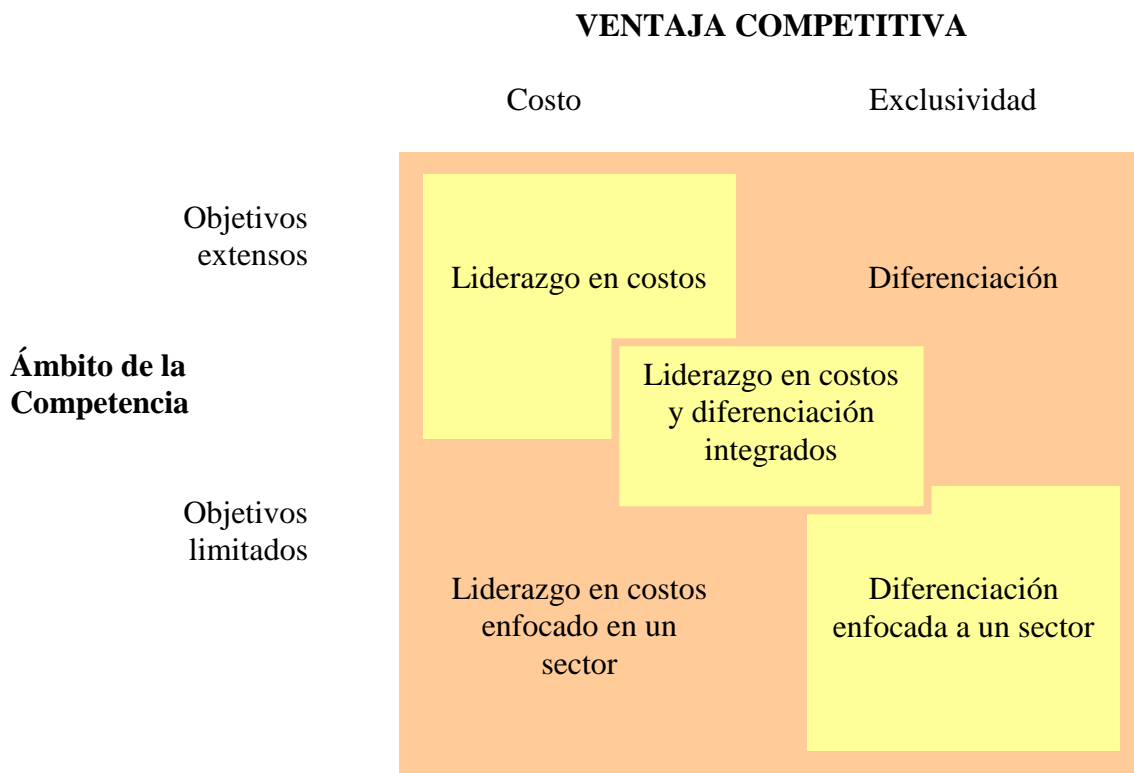 VENTAJA COMPETITIVA
Costo
Exclusividad
Objetivos
extensos
Liderazgo en costos
Diferenciación
Ámbito de la
Competencia
Liderazgo en costos
y diferenciación
integrados
Objetivos
limitados
Liderazgo en costos
enfocado en un
sector
Diferenciación
enfocada a un sector